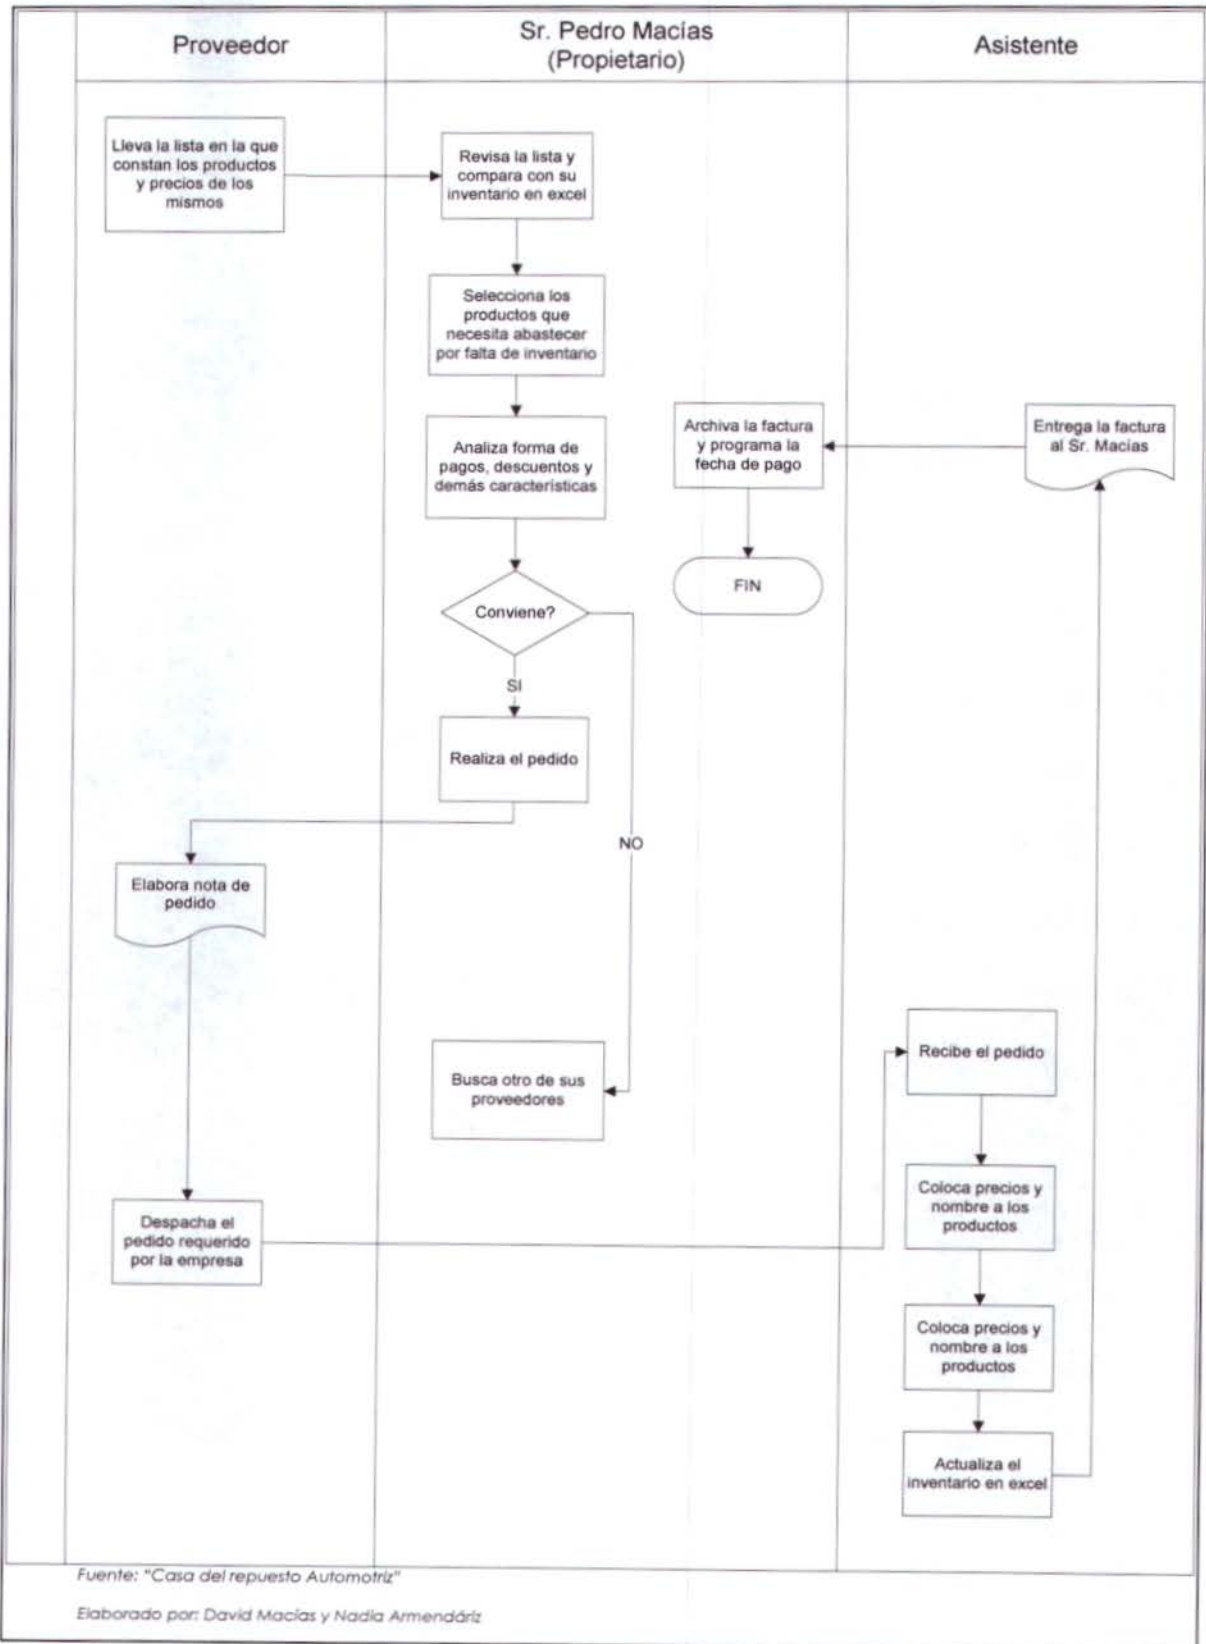 Proveedor
Sr. Pedro Macías
(Propietario)
Asistente
Lleva la lista en la que
constan los productos
y precios de los
mismos
Revisa la lista y
compara con su
inventario en excel
Selecciona los
productos que
necesita abastecer
por falta de inventario
Analiza forma de
pagos, descuentos y
demás características
Archiva la factura
y programa la
fecha de pago
Entrega la factura
al Sr. Macías
FIN
Conviene?
SI
Realiza el pedido
NO
Elabora nota de
pedido
Busca otro de sus
proveedores
Recibe el pedido
Despacha el
pedido requerido
por la empresa
Coloca precios y
nombre a los
productos
Coloca precios y
nombre a los
productos
Actualiza el
inventario en excel
Fuente: "Casa del repuesto Automotriz"
Elaborado por: David Macías y Nadia Armendáriz